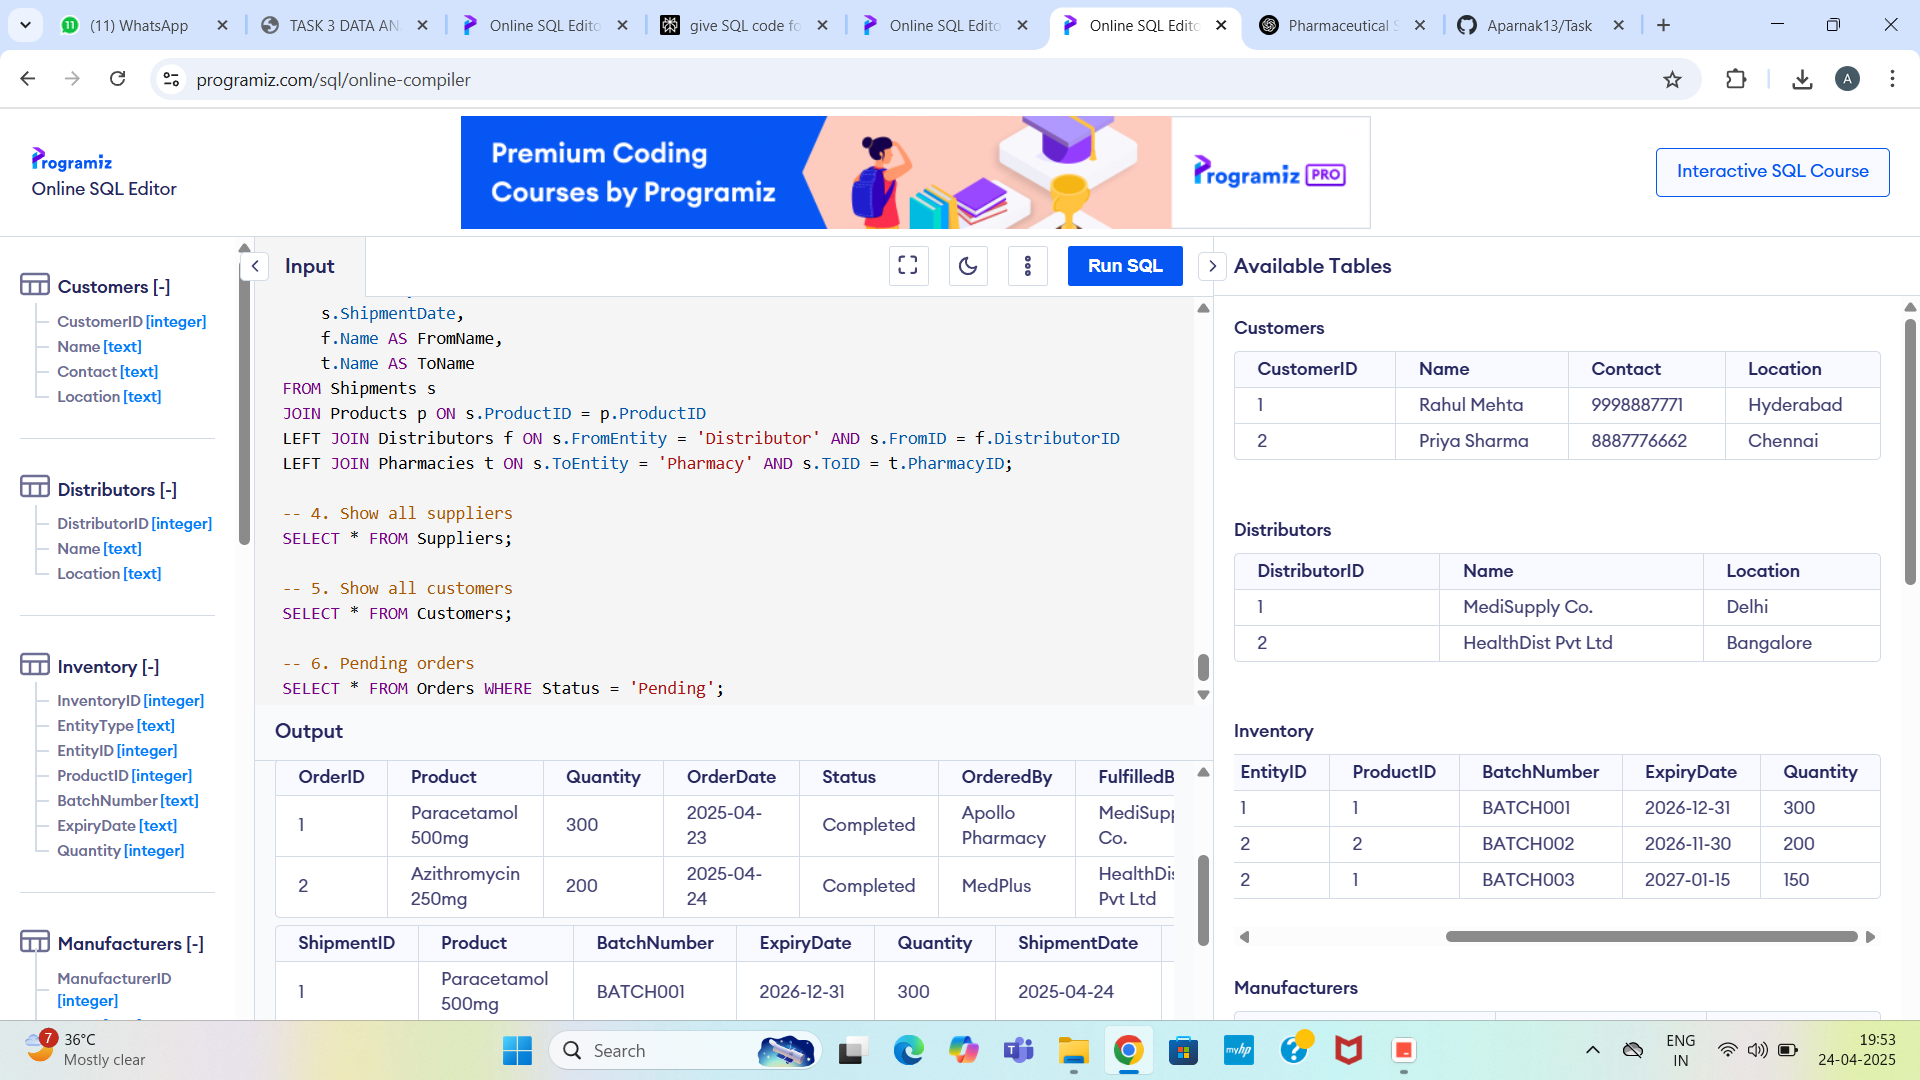 (11) WhatsApp
TASK 3 DATA AN
Online SQL Edito
give SQL code fo
Online SQL Edito
Online SQL Edito
Pharmaceutical S
Aparnak13/Task
programiz.com/sql/online-compiler
A
Programiz
Online SQL Editor
Premium Coding
Courses by Programiz
Programiz PRO
Interactive SQL Course
Customers [-]
CustomerID [integer]
Name [text]
Contact [text]
Location [text]
Distributors [-]
DistributorID [integer]
Name [text]
Location [text]
Inventory [-]
InventoryID [integer]
EntityType [text]
EntityID [integer]
ProductID [integer]
BatchNumber [text]
ExpiryDate [text]
Quantity [integer]
Manufacturers [-]
ManufacturerID
[integer]
Input
Run SQL
s.ShipmentDate,
f.Name AS FromName,
t.Name AS ToName
FROM Shipments s
JOIN Products p ON s.ProductID = p.ProductID
LEFT JOIN Distributors f ON s.FromEntity = 'Distributor' AND s.FromID = f.DistributorID
LEFT JOIN Pharmacies t ON s.ToEntity = 'Pharmacy' AND s.ToID = t.PharmacyID;
-- 4. Show all suppliers
SELECT * FROM Suppliers;
-- 5. Show all customers
SELECT * FROM Customers;
-- 6. Pending orders
SELECT * FROM Orders WHERE Status = 'Pending';
Output
OrderID Product Quantity OrderDate Status OrderedBy FulfilledB
1 Paracetamol 500mg 300 2025-04-23 Completed Apollo Pharmacy MediSupp Co.
2 Azithromycin 250mg 200 2025-04-24 Completed MedPlus HealthDis Pvt Ltd
ShipmentID Product BatchNumber ExpiryDate Quantity ShipmentDate
1 Paracetamol 500mg BATCH001 2026-12-31 300 2025-04-24
Available Tables
Customers
CustomerID Name Contact Location
1 Rahul Mehta 9998887771 Hyderabad
2 Priya Sharma 8887776662 Chennai
Distributors
DistributorID Name Location
1 MediSupply Co. Delhi
2 HealthDist Pvt Ltd Bangalore
Inventory
EntityID ProductID BatchNumber ExpiryDate Quantity
1 1 BATCH001 2026-12-31 300
2 2 BATCH002 2026-11-30 200
2 1 BATCH003 2027-01-15 150
Manufacturers
7
36°C
Mostly clear
Search
myhp
ENG
IN
19:53
24-04-2025